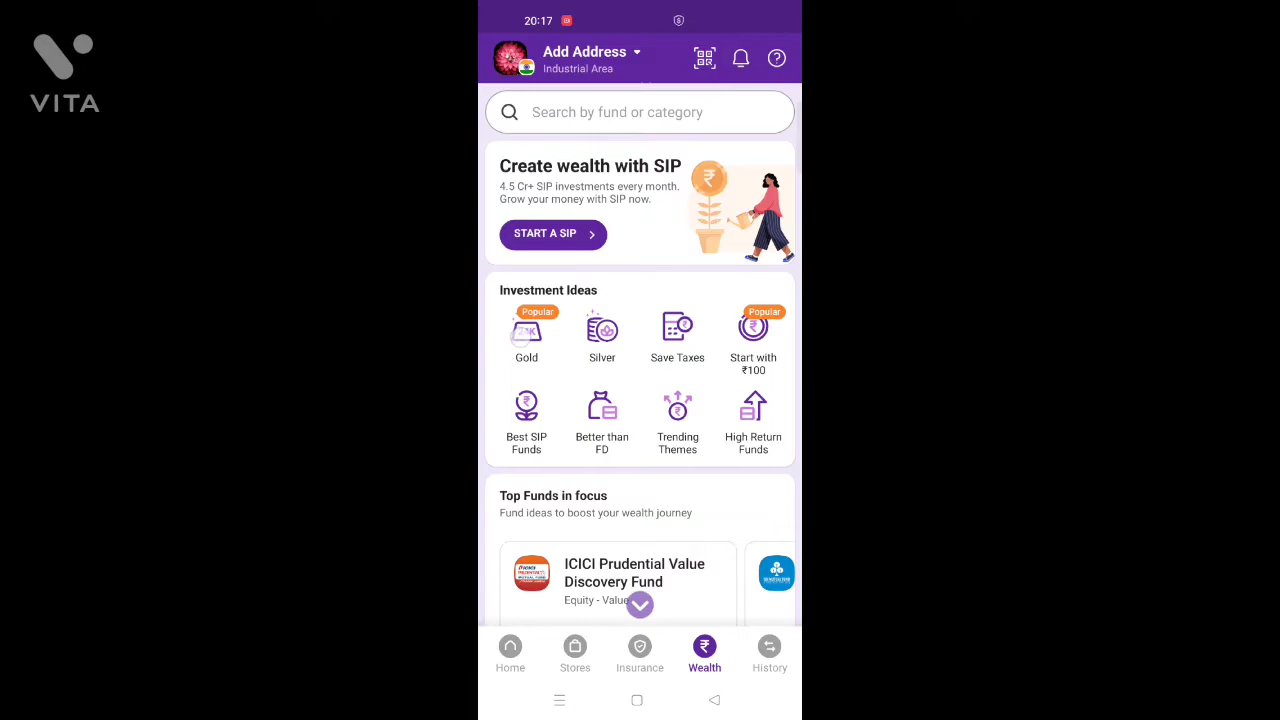 VITA
20:17
Add Address
Industrial Area
Search by fund or category
Create wealth with SIP
4.5 Cr+ SIP investments every month.
Grow your money with SIP now.
START A SIP
Investment Ideas
Popular
Popular
Gold
Silver
Save Taxes
Start with
₹100
Best SIP
Funds
Better than
FD
Trending
Themes
High Return
Funds
Top Funds in focus
Fund ideas to boost your wealth journey
ICICI Prudential Value
Discovery Fund
Equity - Value
Home
Stores
Insurance
Wealth
History